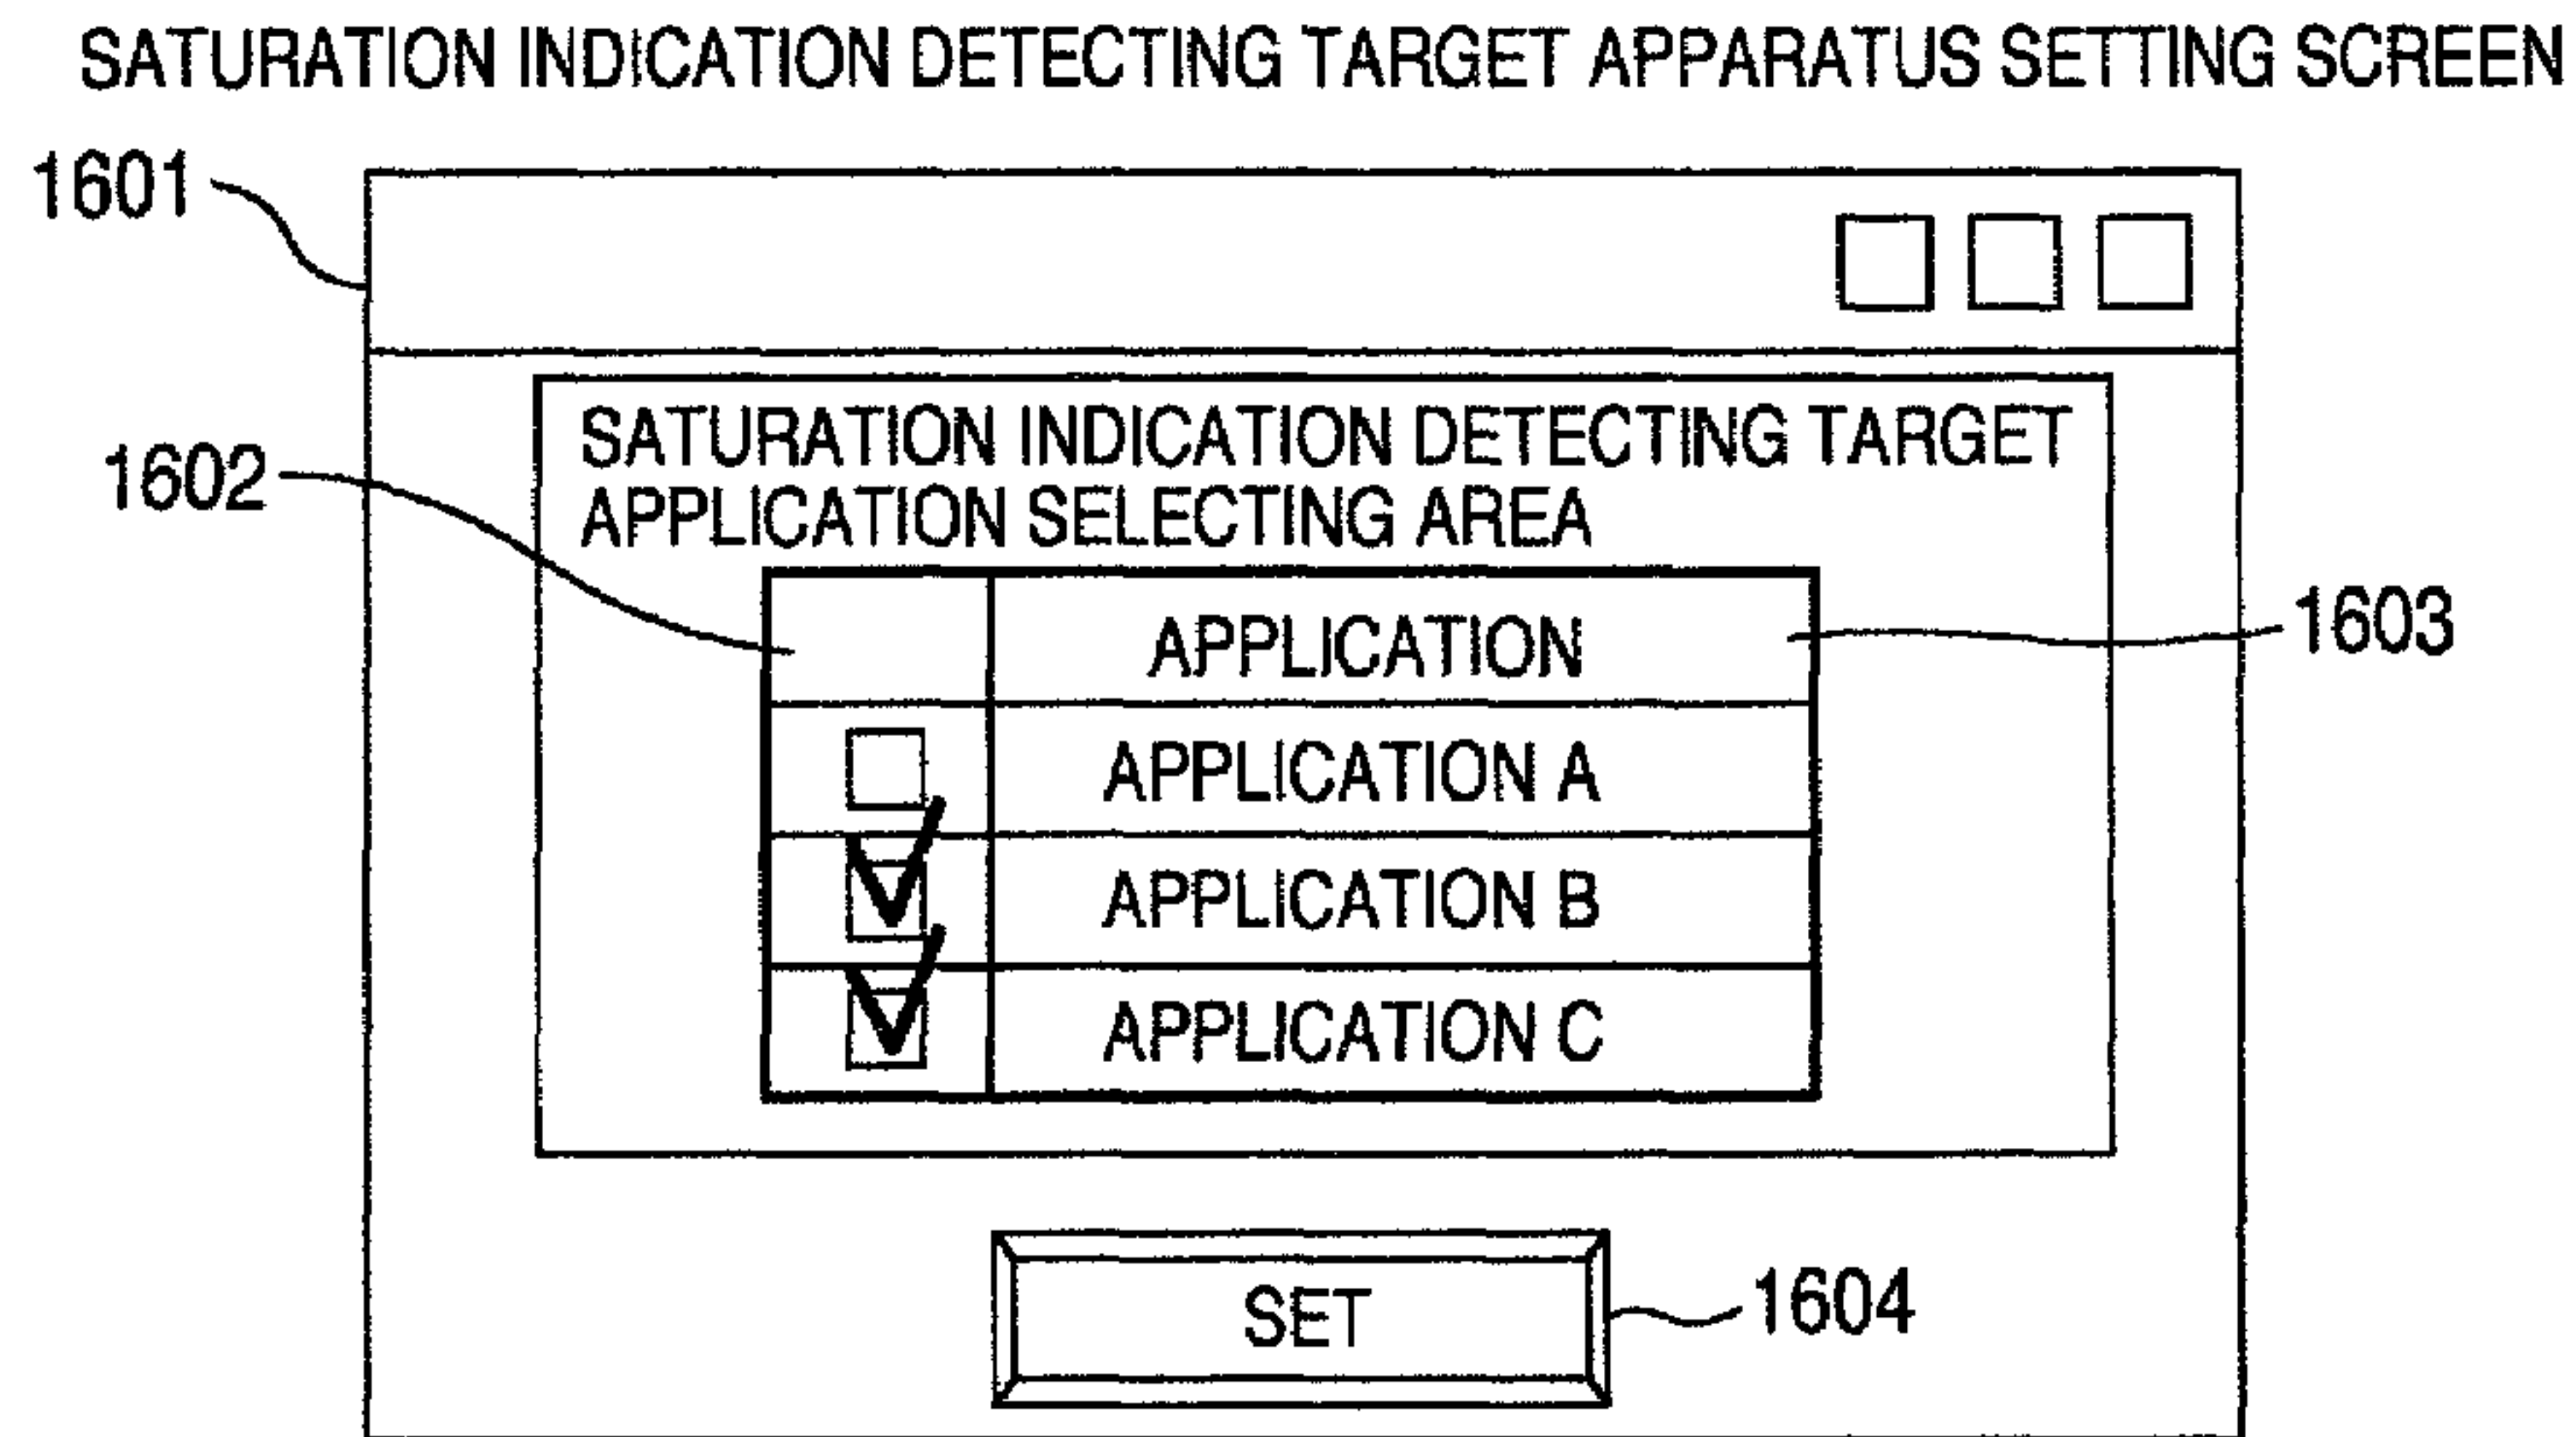 SATURATION INDICATION DETECTING TARGET APPARATUS SETTING SCREEN
1601
SATURATION INDICATION DETECTING TARGET
APPLICATION SELECTING AREA
1602
APPLICATION
1603
APPLICATION A
APPLICATION B
APPLICATION C
SET
1604